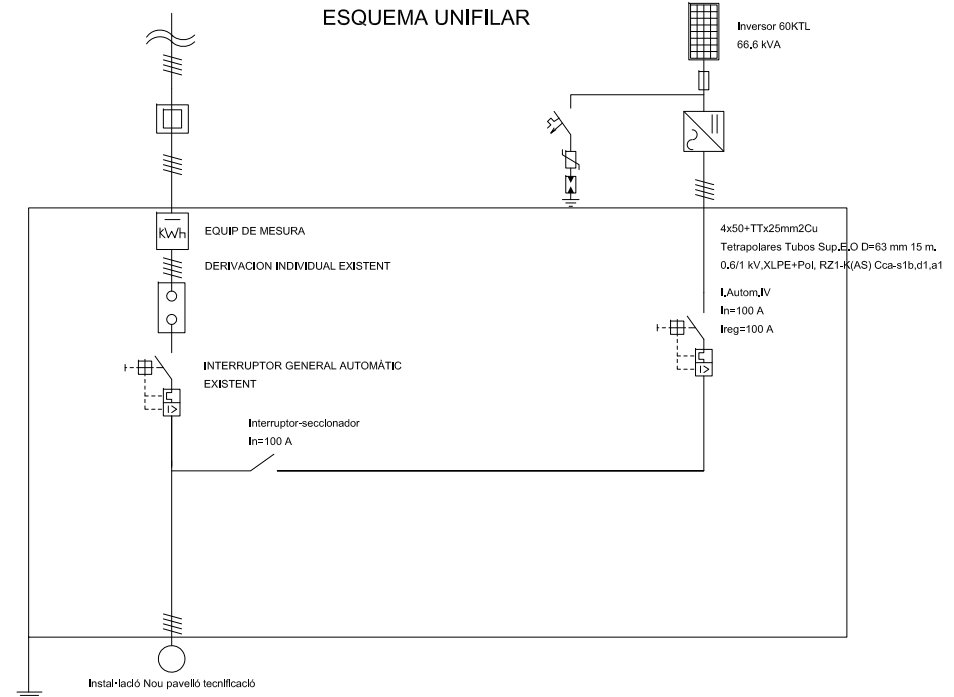 ESQUEMA UNIFILAR
Inversor 60KTL
66,6 kVA
KWh
EQUIP DE MESURA
DERIVACION INDIVIDUAL EXISTENT
4x50+TTx25mm2Cu
Tetrapolares Tubos Sup.E.O D=63 mm 15 m.
0.6/1 kV,XLPE+Pol, RZ1-K(AS) Cca-s1b,d1,a1
I.Autom.IV
In=100 A
Ireg=100 A
I>
INTERRUPTOR GENERAL AUTOMÀTIC
EXISTENT
I>
Interruptor-seccionador
In=100 A
Instal·lació Nou pavelló tecnificació